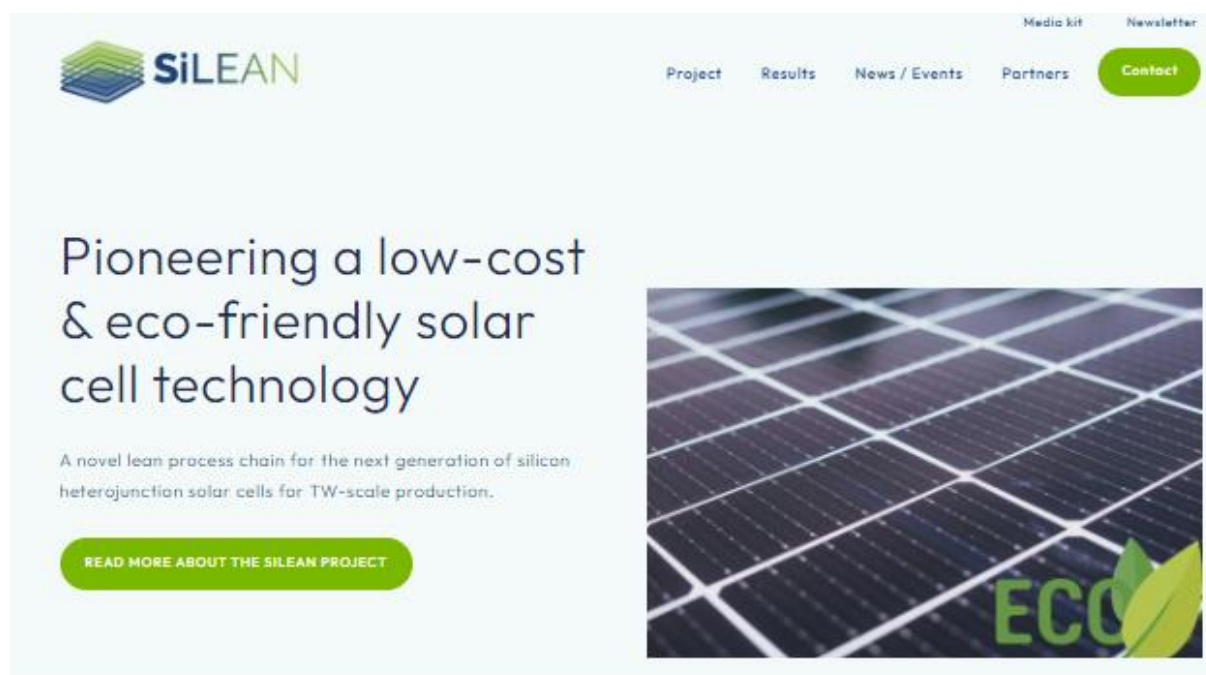 Media kit Newsletter
SiLEAN
Project Results News / Events Partners Contact
Pioneering a low-cost
& eco-friendly solar
cell technology
A novel lean process chain for the next generation of silicon
heterojunction solar cells for TW-scale production.
READ MORE ABOUT THE SILEAN PROJECT
ECO